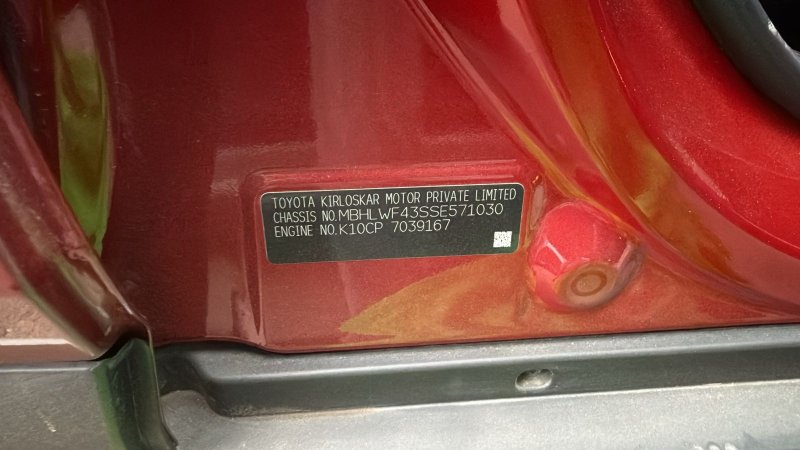 TOYOTA KIRLOSKAR MOTOR PRIVATE LIMITED
CHASSIS NO.MBHLWF43SSE571030
ENGINE NO.K10CP 7039167